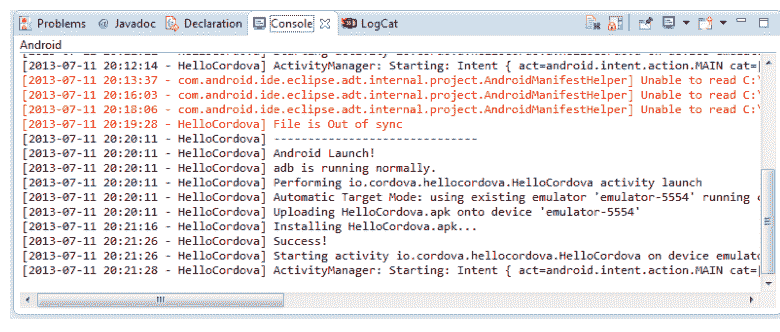 Problems @ Javadoc Declaration Console LogCat
Android
[2013-07-11 20:12:14 - HelloCordova] ActivityManager: Starting: Intent { act=android.intent.action.MAIN cat=[
[2013-07-11 20:13:37 - com.android.ide.eclipse.adt.internal.project.AndroidManifestHelper] Unable to read C:\
[2013-07-11 20:16:03 - com.android.ide.eclipse.adt.internal.project.AndroidManifestHelper] Unable to read C:\
[2013-07-11 20:18:06 - com.android.ide.eclipse.adt.internal.project.AndroidManifestHelper] Unable to read C:\
[2013-07-11 20:19:28 - HelloCordova] File is Out of sync
[2013-07-11 20:20:11 - HelloCordova] ------------------------------
[2013-07-11 20:20:11 - HelloCordova] Android Launch!
[2013-07-11 20:20:11 - HelloCordova] adb is running normally.
[2013-07-11 20:20:11 - HelloCordova] Performing io.cordova.hellocordova.HelloCordova activity launch
[2013-07-11 20:20:11 - HelloCordova] Automatic Target Mode: using existing emulator 'emulator-5554' running
[2013-07-11 20:20:11 - HelloCordova] Uploading HelloCordova.apk onto device 'emulator-5554'
[2013-07-11 20:21:16 - HelloCordova] Installing HelloCordova.apk...
[2013-07-11 20:21:26 - HelloCordova] Success!
[2013-07-11 20:21:26 - HelloCordova] Starting activity io.cordova.hellocordova.HelloCordova on device emulato
[2013-07-11 20:21:28 - HelloCordova] ActivityManager: Starting: Intent { act=android.intent.action.MAIN cat=[